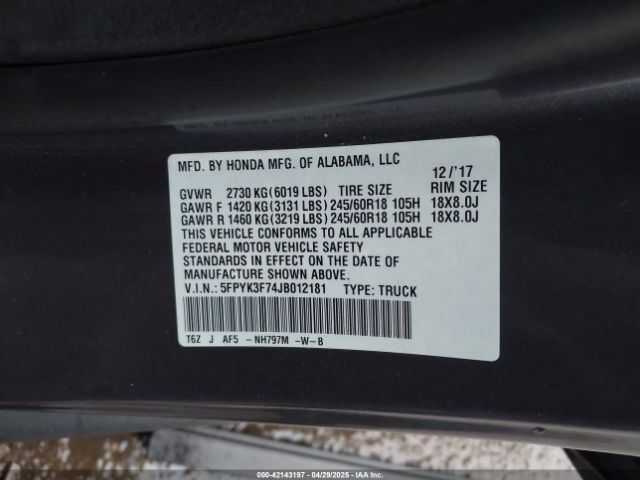 MFD. BY HONDA MFG. OF ALABAMA, LLC 12/'17
GVWR 2730 KG(6019 LBS) TIRE SIZE RIM SIZE
GAWR F 1420 KG(3131 LBS) 245/60R18 105H 18X8.0J
GAWR R 1460 KG(3219 LBS) 245/60R18 105H 18X8.0J
THIS VEHICLE CONFORMS TO ALL APPLICABLE
FEDERAL MOTOR VEHICLE SAFETY
STANDARDS IN EFFECT ON THE DATE OF
MANUFACTURE SHOWN ABOVE.
V.I.N.: 5FPYK3F74JB012181 TYPE: TRUCK
T6Z J AF5 -NH797M -W-B
000-42143197 - 04/29/2025 - IAA Inc.